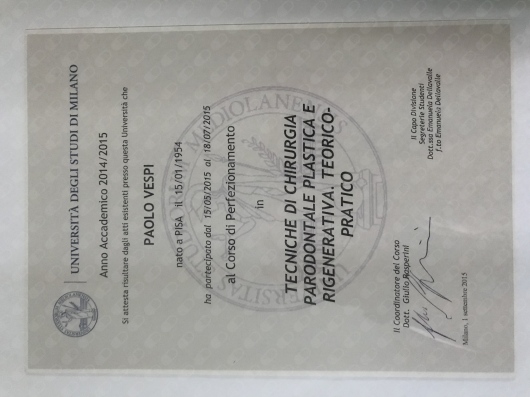 UNIVERSITÀ DEGLI STUDI DI MILANO
Anno Accademico 2014/2015
Si attesta risultare dagli atti esistenti presso questa Università che
PAOLO VESPI
nato a PISA il 15/01/1954
ha partecipato dal 15/05/2015 al 18/07/2015
al Corso di Perfezionamento
in
TECNICHE DI CHIRURGIA
PARODONTALE PLASTICA E
RIGENERATIVA. TEORICO-
PRATICO
Il Coordinatore del Corso
Dott. Giulio Rasperini
Milano, 1 settembre 2015
Il Capo Divisione
Segreterie Studenti
Dott.ssa Emanuela Dellavalle
f.to Emanuela Dellavalle